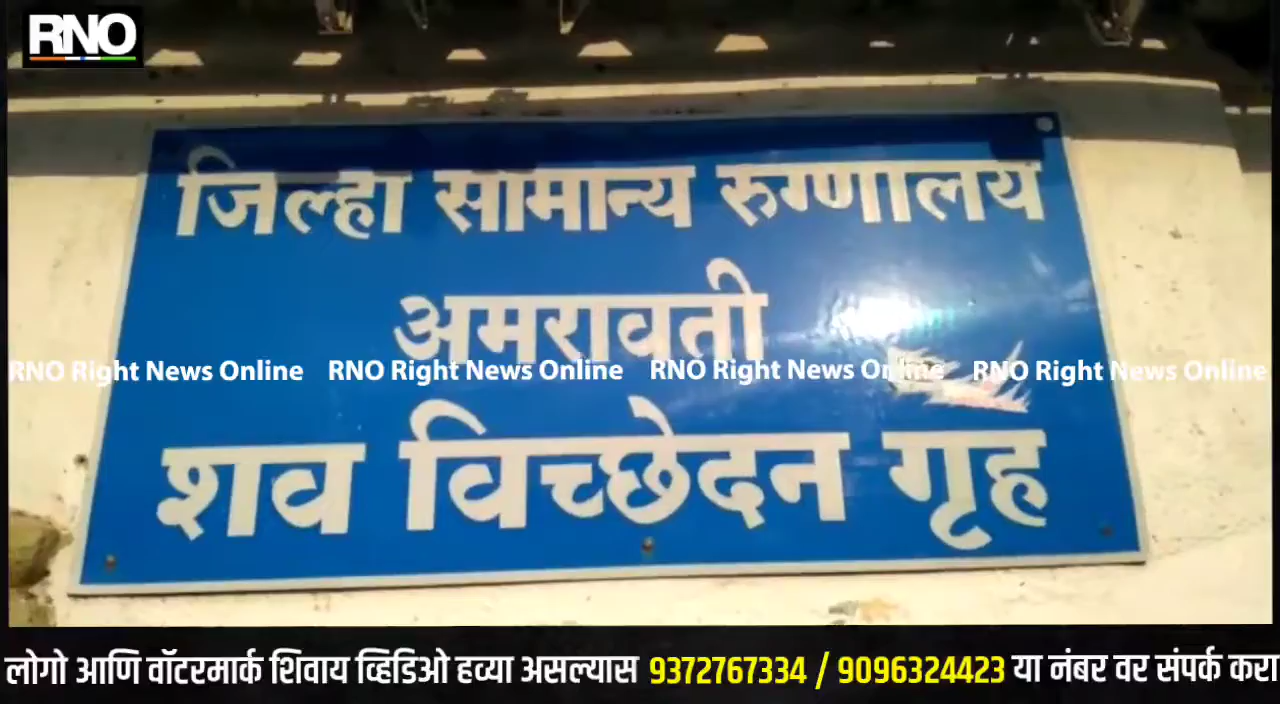 RNO
जिल्हा सामान्य रुग्णालय
अमरावती
RNO Right News Online RNO Right News Online RNO Right News Online RNO Right News Online
शव विच्छेदन गृह
लोगो आणि वॉटरमार्क शिवाय व्हिडिओ हव्या असल्यास 9372767334 / 9096324423 या नंबर वर संपर्क करा